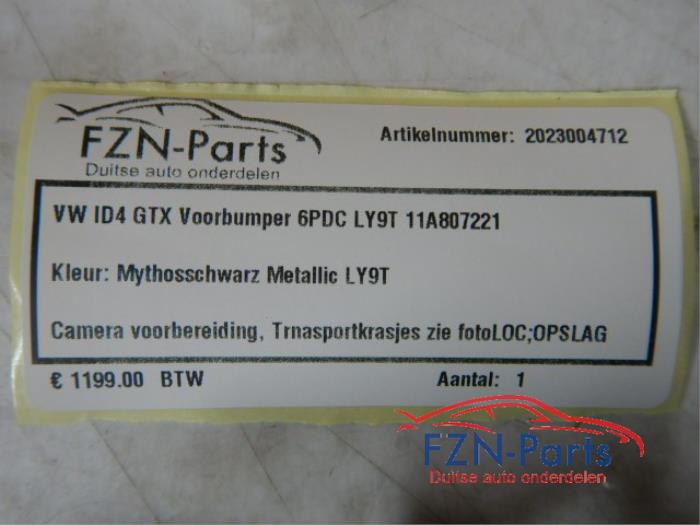 FZN-Parts
Duitse auto onderdelen
Artikelnummer: 2023004712
VW ID4 GTX Voorbumper 6PDC LY9T 11A807221
Kleur: Mythosschwarz Metallic LY9T
Camera voorbereiding, Trnasportkrasjes zie fotoLOC;OPSLAG
€ 1199.00 BTW
Aantal: 1
FZN-Parts
Duitse auto onderdelen